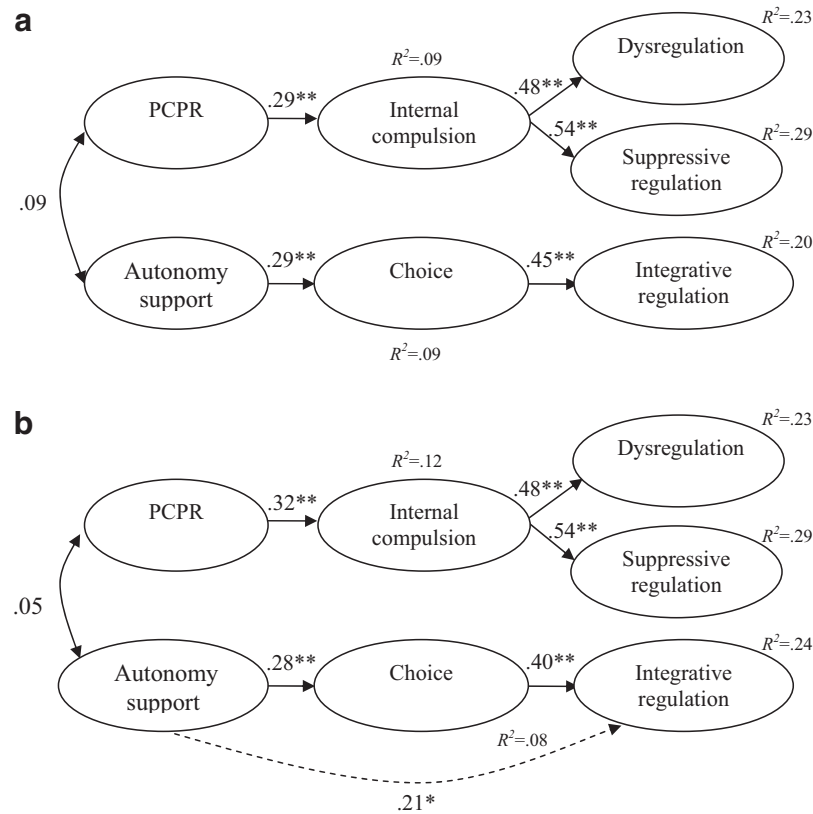 a
R²=.23
Dysregulation
R²=.09
PCPR
.29**
Internal
compulsion
.48**
.54**
R²=.29
Suppressive
regulation
.09
R²=.20
Autonomy
support
.29**
Choice
.45**
Integrative
regulation
R²=.09
b
R²=.23
Dysregulation
R²=.12
PCPR
.32**
Internal
compulsion
.48**
.54**
R²=.29
Suppressive
regulation
.05
R²=.24
Autonomy
support
.28**
Choice
.40**
Integrative
regulation
R²=.08
.21*